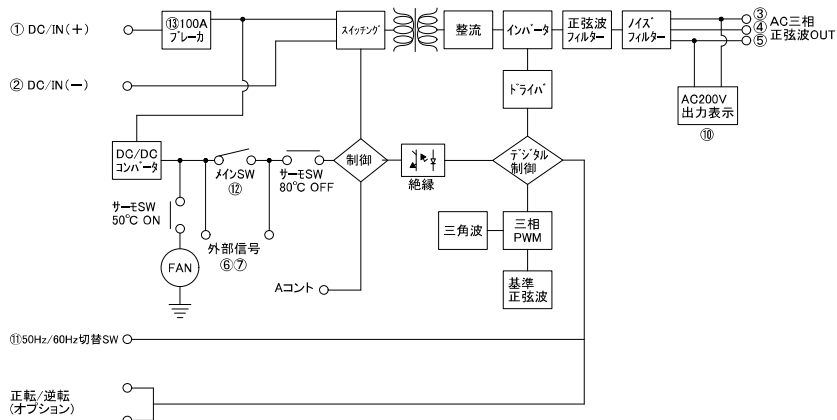 ① DC/IN(+)
⑬100A
ブレーカ
スイッチング
整流
インバータ
正弦波
フィルター
ノイズ
フィルター
③
④
⑤
AC三相
正弦波OUT
② DC/IN(-)
ドライバ
AC200V
出力表示
⑩
DC/DC
コンバータ
メインSW
⑫
サーモSW
80℃ OFF
制御
絶縁
デジタル
制御
サーモSW
50℃ ON
外部信号
⑥⑦
三角波
三相
PWM
FAN
Aコント
基準
正弦波
⑪50Hz/60Hz切替SW
正転/逆転
(オプション)